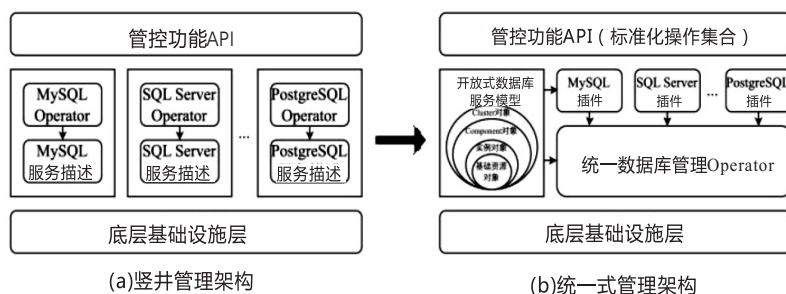 管控功能API
MySQL
Operator
SQL Server
Operator
PostgreSQL
Operator
...
MySQL
服务描述
SQL Server
服务描述
PostgreSQL
服务描述
底层基础设施层
(a)竖井管理架构
管控功能API（标准化操作集合）
开放式数据库
服务模型
Cluster对象
Component对象
实例对象
基础资源
对象
MySQL
插件
SQL Server
插件
...
PostgreSQL
插件
统一数据库管理Operator
底层基础设施层
(b)统一式管理架构